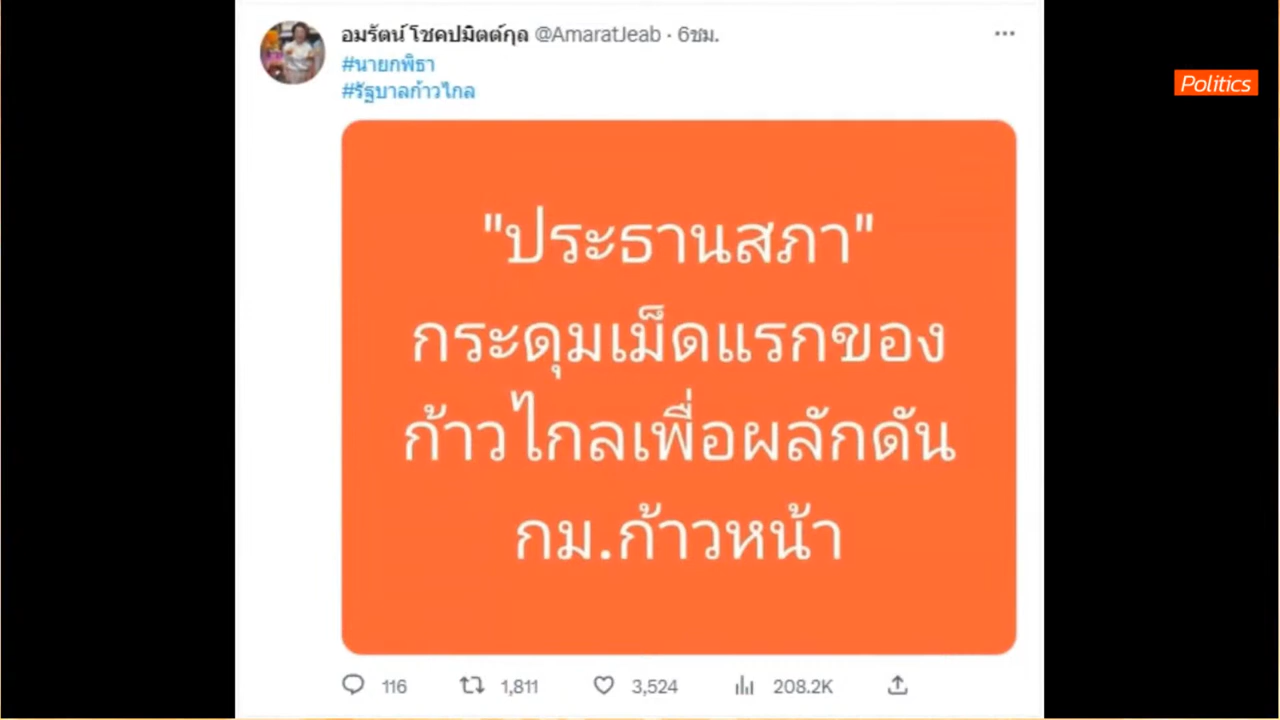 อมรัตน์ โชคปมิตต์กุล @AmaratJeab · 6ชม.
#นายกพิธา
#รัฐบาลก้าวไกล
Politics
"ประธานสภา"
กระดุมเม็ดแรกของ
ก้าวไกลเพื่อผลักดัน
กม.ก้าวหน้า
116 1,811 3,524 208.2K